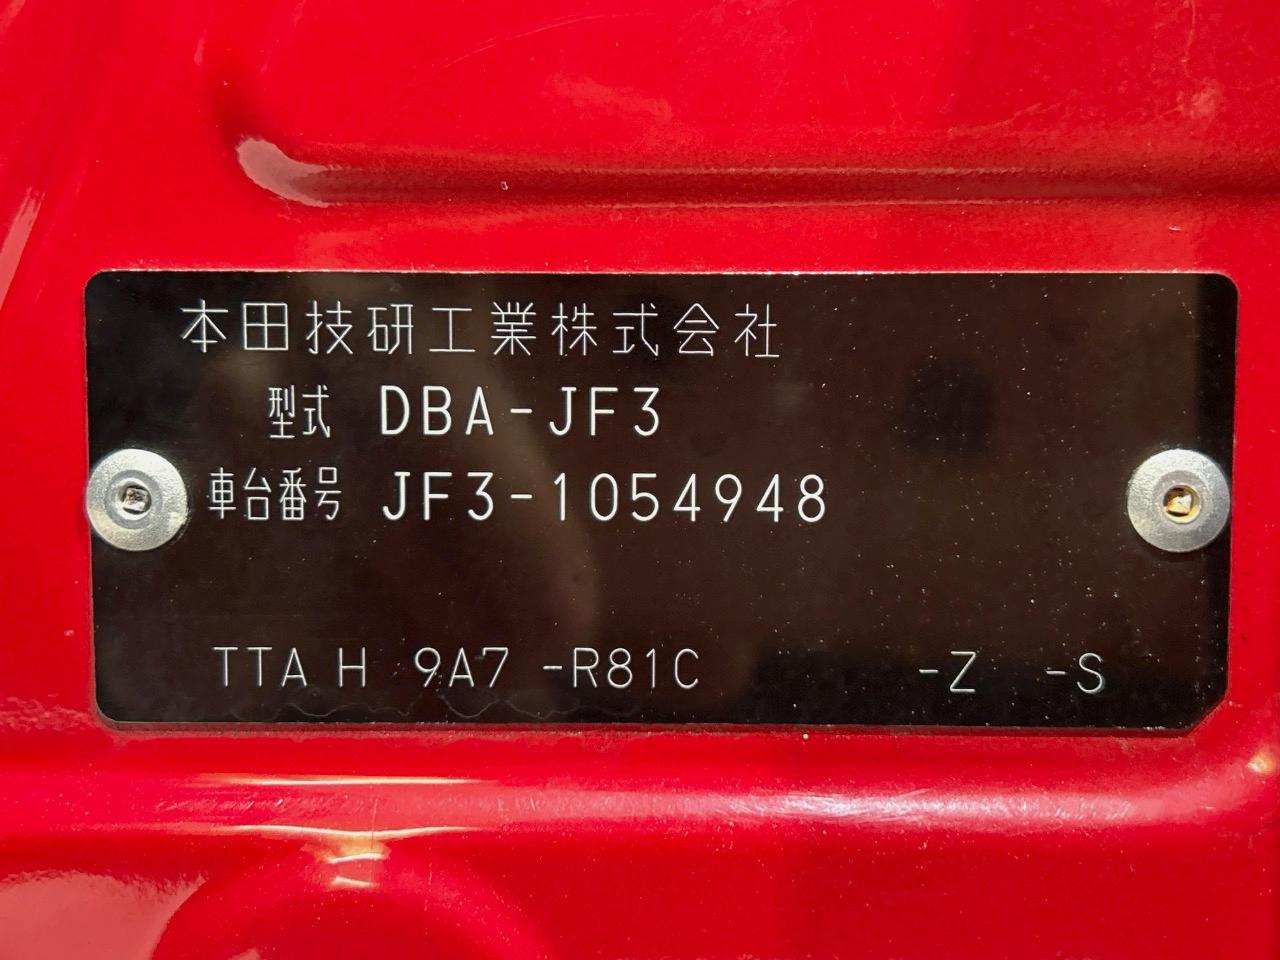 本田技研工業株式会社
型式 DBA-JF3
車台番号 JF3-1054948
TTA H 9A7 -R81C -Z -S